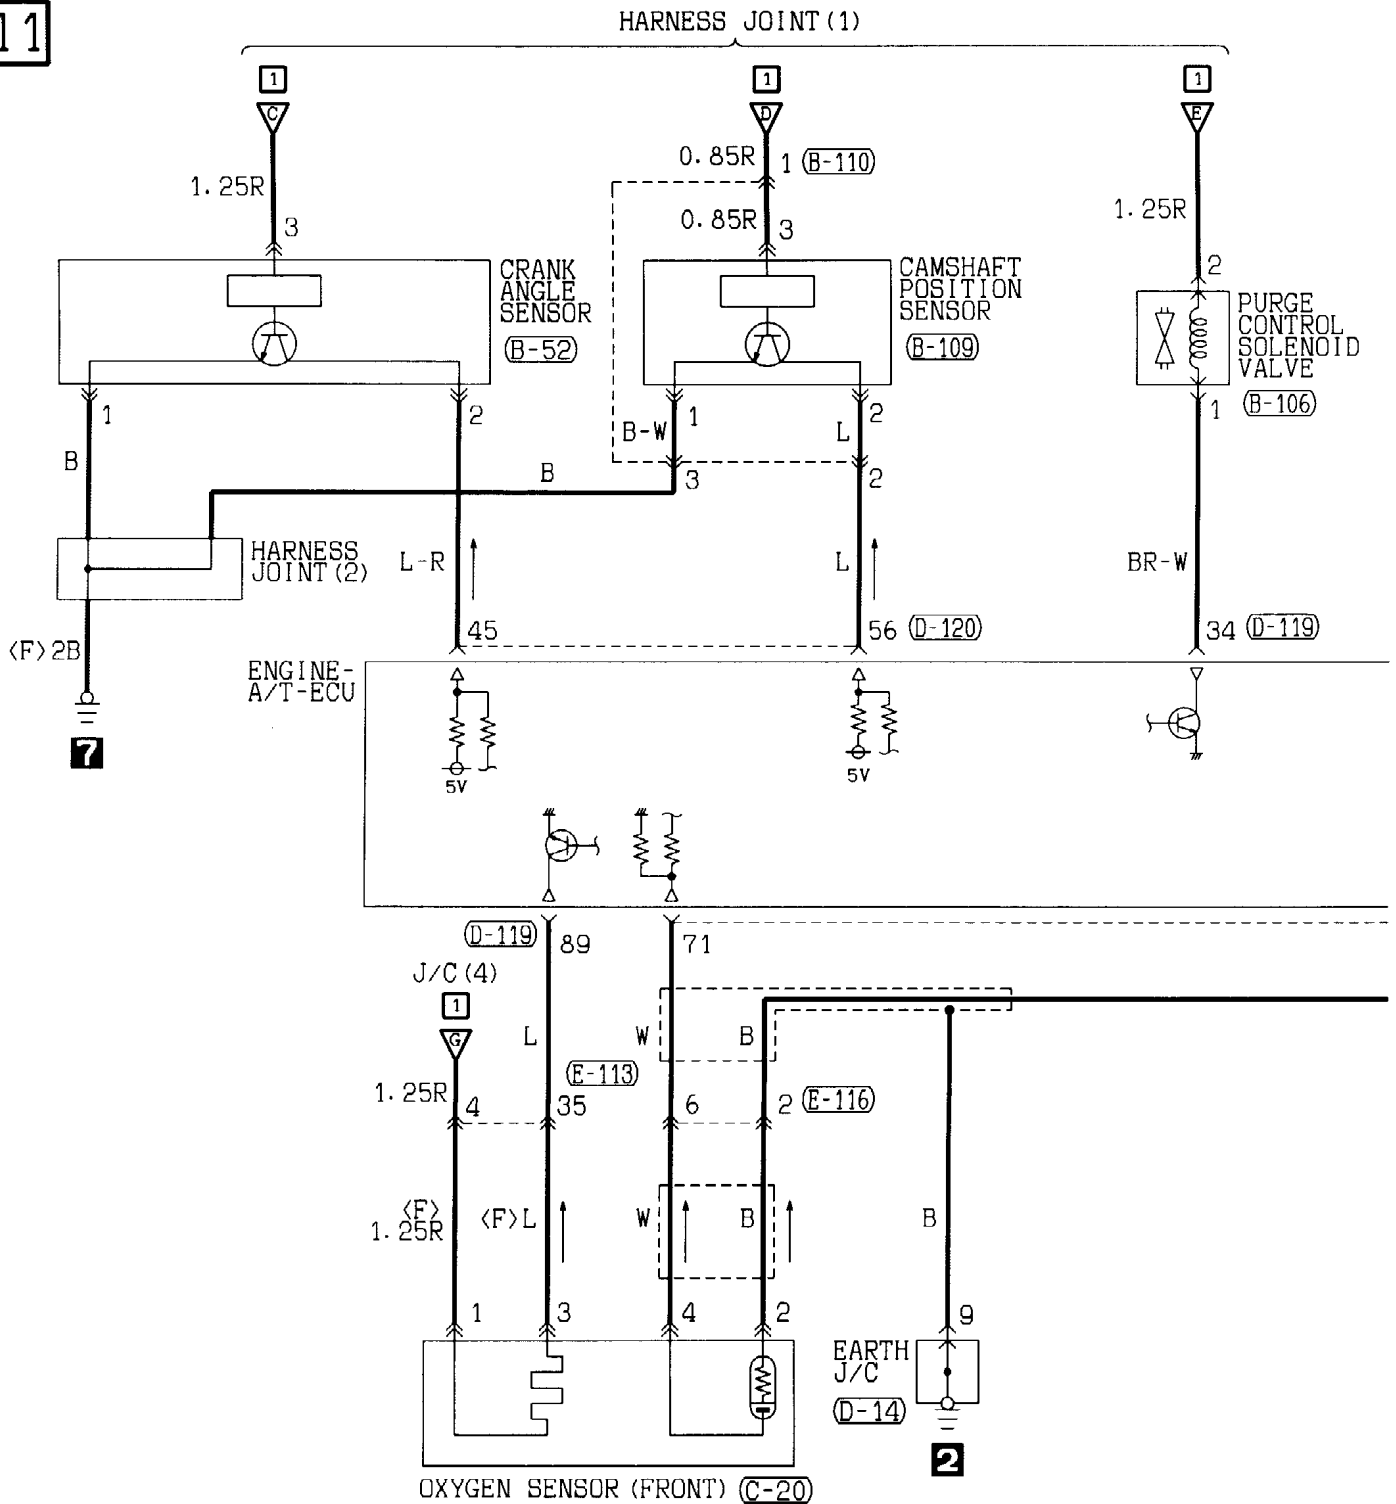 11
HARNESS JOINT(1)
1
1
1
C
D
E
0.85R
1
(B-110)
1.25R
0.85R
1.25R
3
3
2
CRANK
ANGLE
SENSOR
(B-52)
CAMSHAFT
POSITION
SENSOR
(B-109)
PURGE
CONTROL
SOLENOID
VALVE
(B-106)
1
2
1
2
1
B-W
L
B
B
3
2
HARNESS
JOINT(2)
L-R
L
BR-W
<F>2B
45
56
(D-120)
34
(D-119)
ENGINE-
A/T-ECU
7
5V
5V
(D-119)
89
71
J/C(4)
1
G
L
W
B
(E-113)
1.25R
4
35
6
2
(E-116)
<F>
1.25R
<F>L
W
B
B
1
3
4
2
9
EARTH
J/C
(D-14)
2
OXYGEN SENSOR(FRONT)
(C-20)